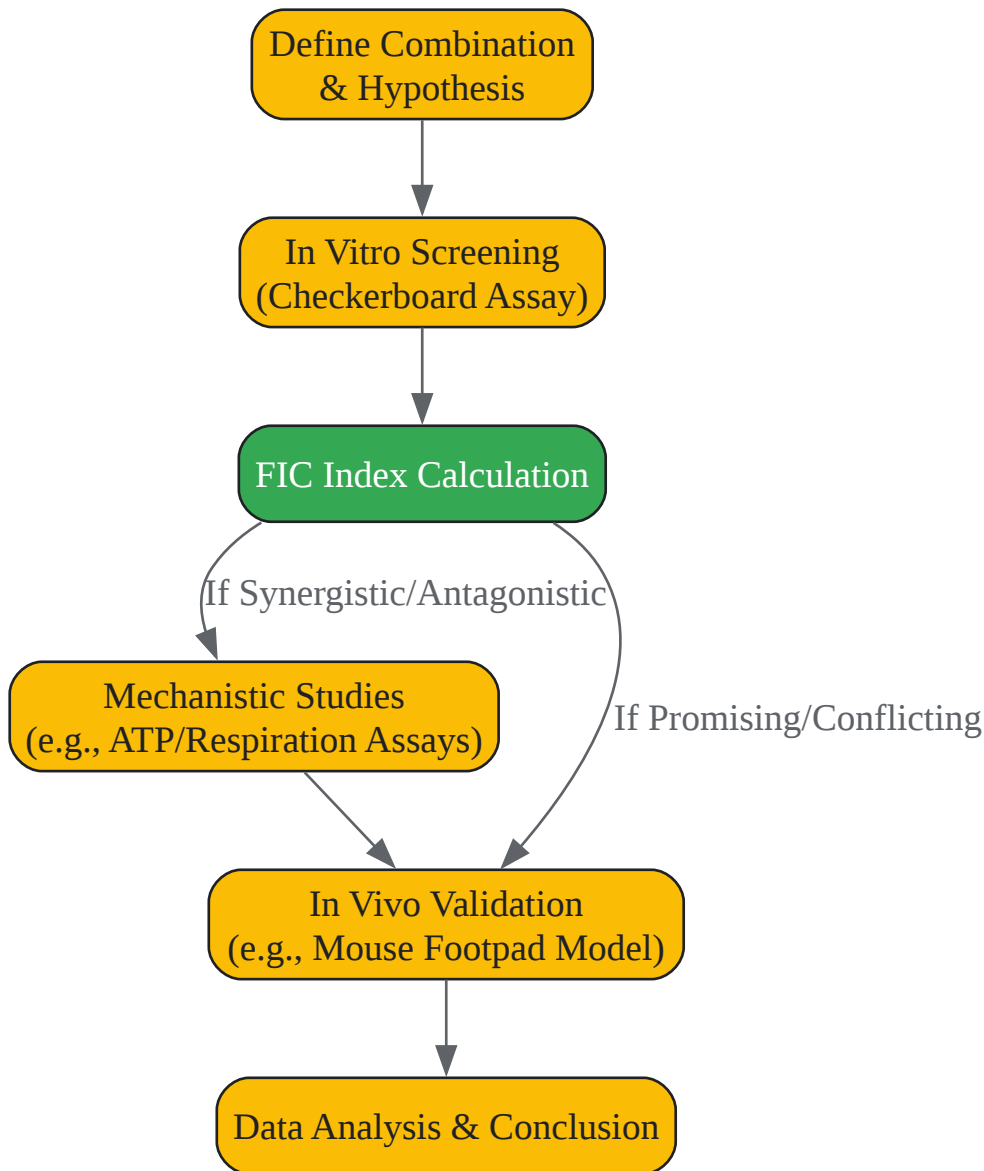 Define Combination
& Hypothesis
In Vitro Screening
(Checkerboard Assay)
FIC Index Calculation
If Synergistic/Antagonistic
Mechanistic Studies
(e.g., ATP/Respiration Assays)
If Promising/Conflicting
In Vivo Validation
(e.g., Mouse Footpad Model)
Data Analysis & Conclusion